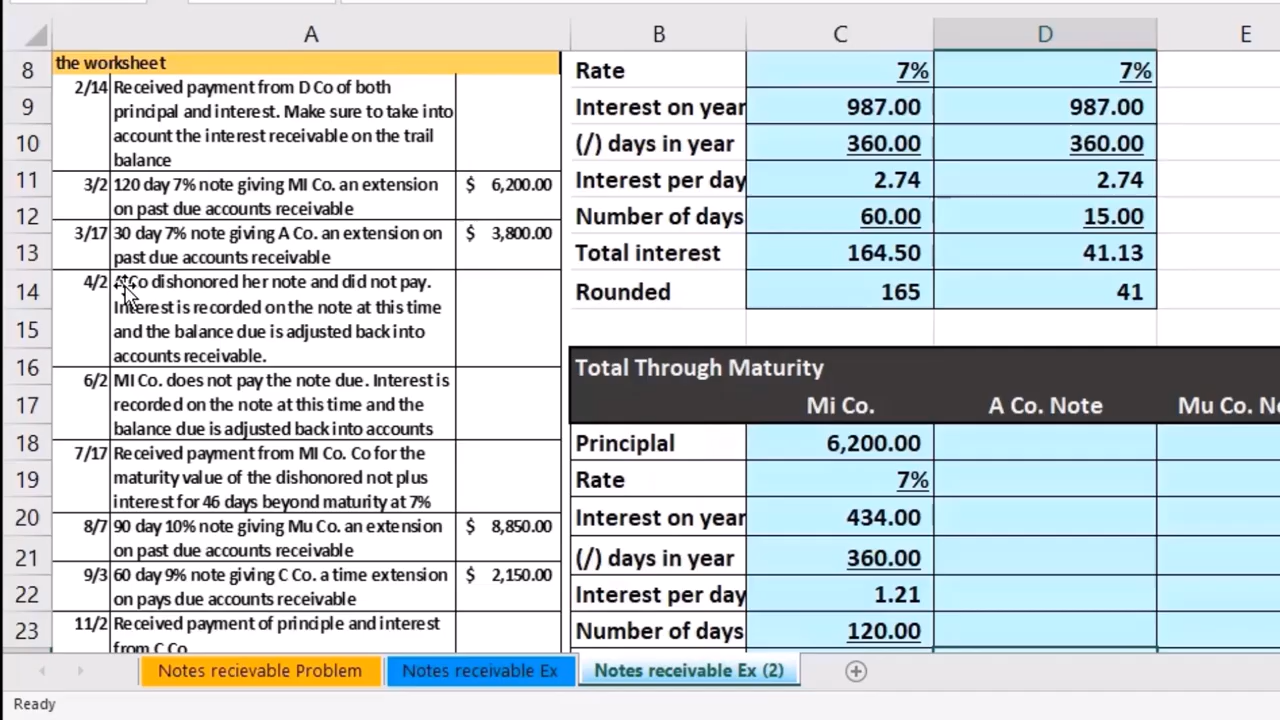 A B C D E
8 the worksheet Rate 7% 7%
2/14 Received payment from D Co of both
principal and interest. Make sure to take into
account the interest receivable on the trail
balance
9 Interest on year 987.00 987.00
10 (/) days in year 360.00 360.00
3/2 120 day 7% note giving MI Co. an extension $ 6,200.00
on past due accounts receivable
11 Interest per day 2.74 2.74
12 Number of days 60.00 15.00
3/17 30 day 7% note giving A Co. an extension on $ 3,800.00
past due accounts receivable
13 Total interest 164.50 41.13
4/2 Co dishonored her note and did not pay.
Interest is recorded on the note at this time
and the balance due is adjusted back into
accounts receivable.
14 Rounded 165 41
15
6/2 MI Co. does not pay the note due. Interest is
recorded on the note at this time and the
balance due is adjusted back into accounts
16 Total Through Maturity
17 Mi Co. A Co. Note Mu Co. No
7/17 Received payment from MI Co. Co for the
maturity value of the dishonored not plus
interest for 46 days beyond maturity at 7%
18 Principlal 6,200.00
19 Rate 7%
8/7 90 day 10% note giving Mu Co. an extension $ 8,850.00
on past due accounts receivable
20 Interest on year 434.00
21 (/) days in year 360.00
9/3 60 day 9% note giving C Co. a time extension $ 2,150.00
on pays due accounts receivable
22 Interest per day 1.21
11/2 Received payment of principle and interest
from C Co
23 Number of days 120.00
Notes recievable Problem Notes receivable Ex Notes receivable Ex (2)
Ready